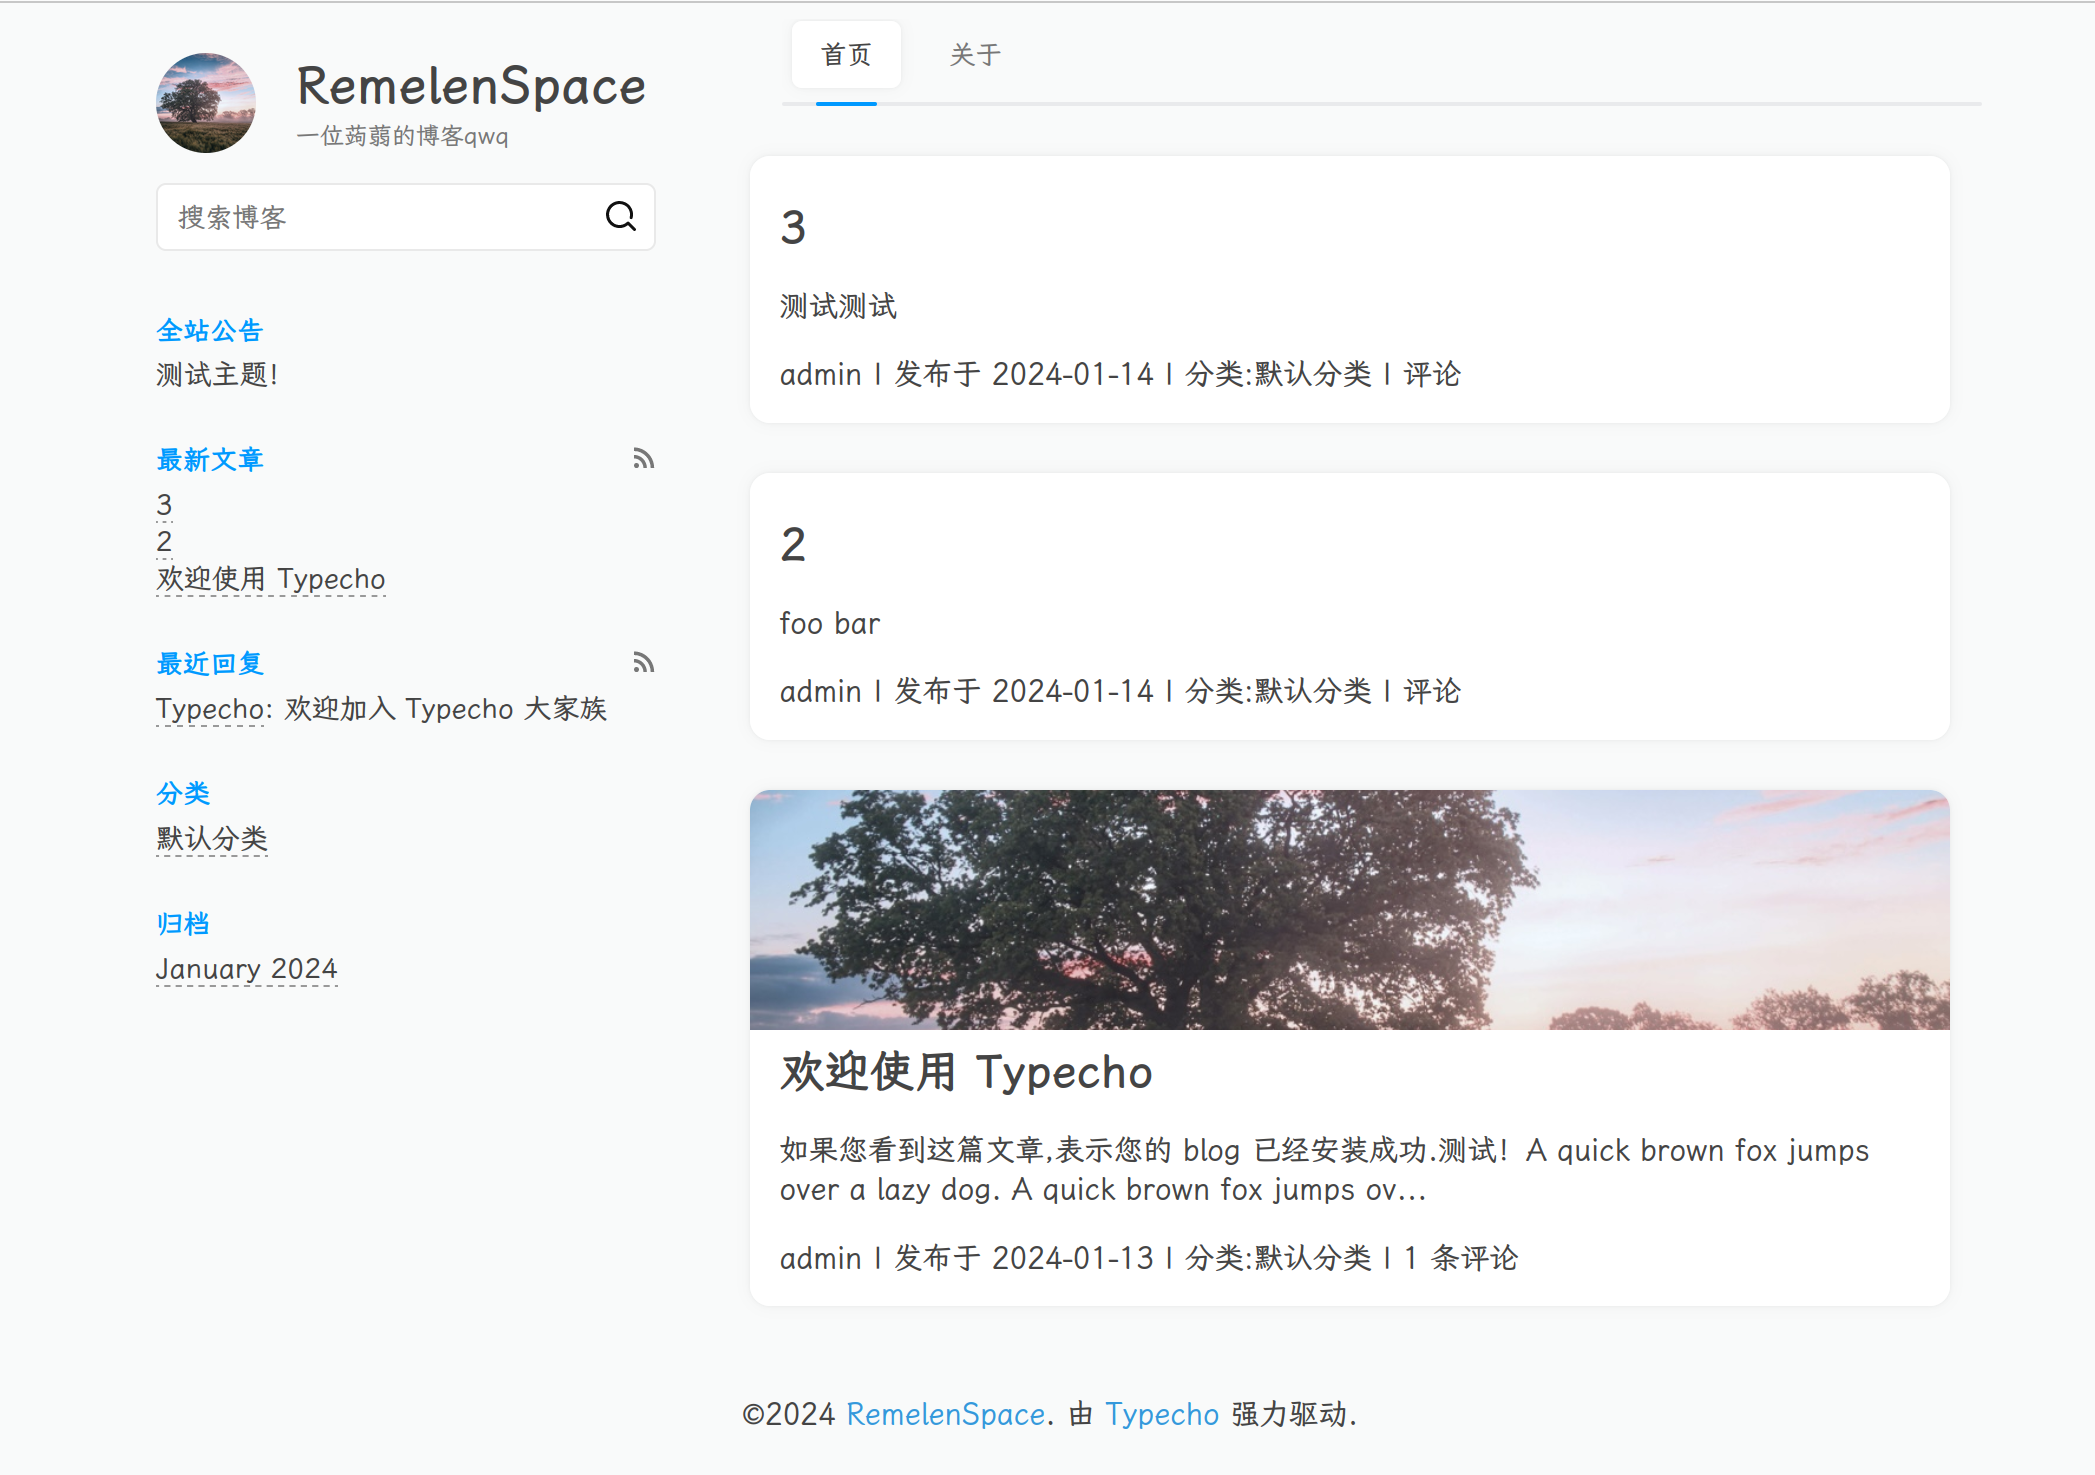 RemelenSpace
一位蒟蒻的博客qwq
搜索博客
全站公告
测试主题!
最新文章
3
2
欢迎使用 Typecho
最近回复
Typecho: 欢迎加入 Typecho 大家族
分类
默认分类
归档
January 2024
首页
关于
3
测试测试
admin | 发布于 2024-01-14 | 分类:默认分类 | 评论
2
foo bar
admin | 发布于 2024-01-14 | 分类:默认分类 | 评论
欢迎使用 Typecho
如果您看到这篇文章,表示您的 blog 已经安装成功.测试！A quick brown fox jumps
over a lazy dog. A quick brown fox jumps ov...
admin | 发布于 2024-01-13 | 分类:默认分类 | 1 条评论
©2024 RemelenSpace. 由 Typecho 强力驱动.